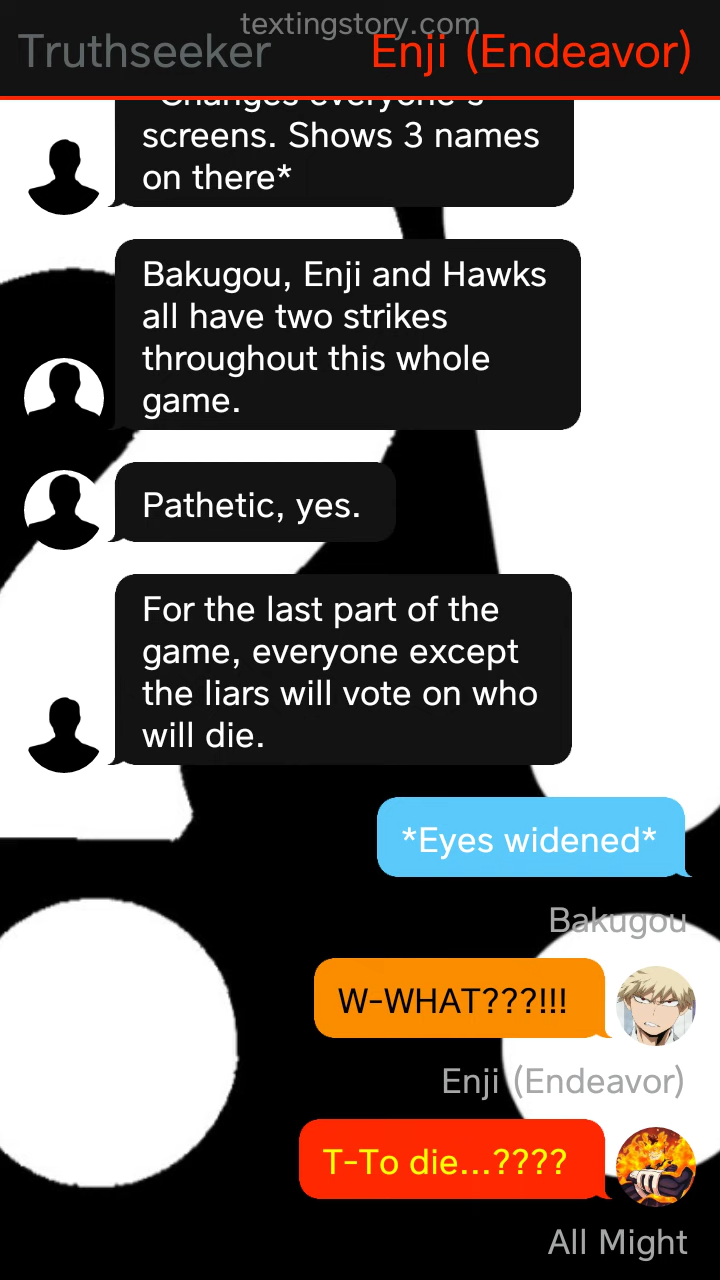 textingstory.com
Truthseeker
Enji (Endeavor)
*Changes everyone's
screens. Shows 3 names
on there*
Bakugou, Enji and Hawks
all have two strikes
throughout this whole
game.
Pathetic, yes.
For the last part of the
game, everyone except
the liars will vote on who
will die.
*Eyes widened*
Bakugou
W-WHAT???!!!
Enji (Endeavor)
T-To die...????
All Might